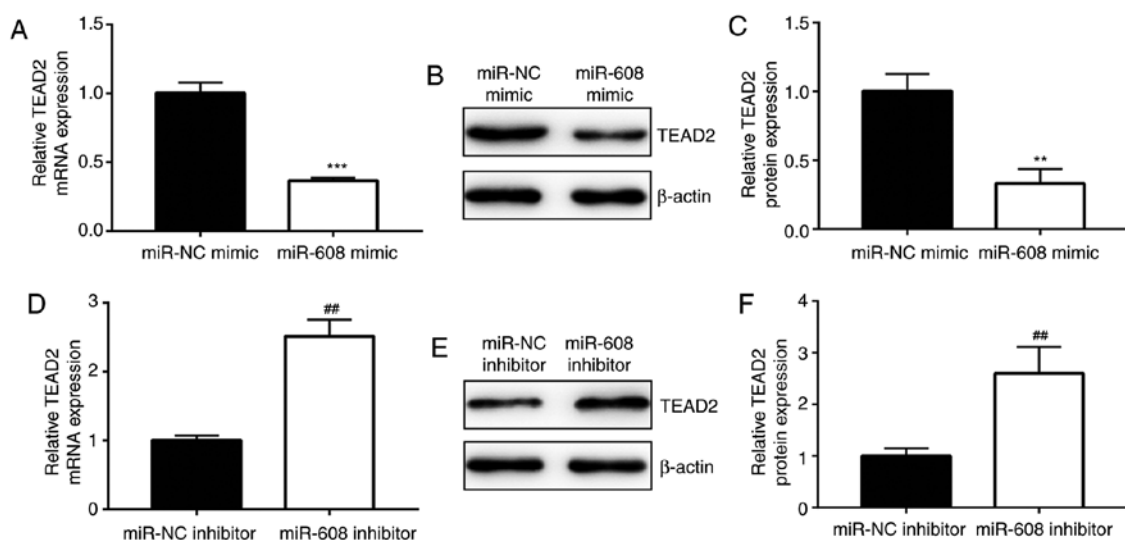 A
Relative TEAD2
mRNA expression
1.5
1.0
0.5
0.0
***
miR-NC mimic
miR-608 mimic
B
miR-NC
mimic
miR-608
mimic
TEAD2
β-actin
C
Relative TEAD2
protein expression
1.5
1.0
0.5
0.0
**
miR-NC mimic
miR-608 mimic
D
Relative TEAD2
mRNA expression
3
2
1
0
##
miR-NC inhibitor
miR-608 inhibitor
E
miR-NC
inhibitor
miR-608
inhibitor
TEAD2
β-actin
F
Relative TEAD2
protein expression
4
3
2
1
0
##
miR-NC inhibitor
miR-608 inhibitor